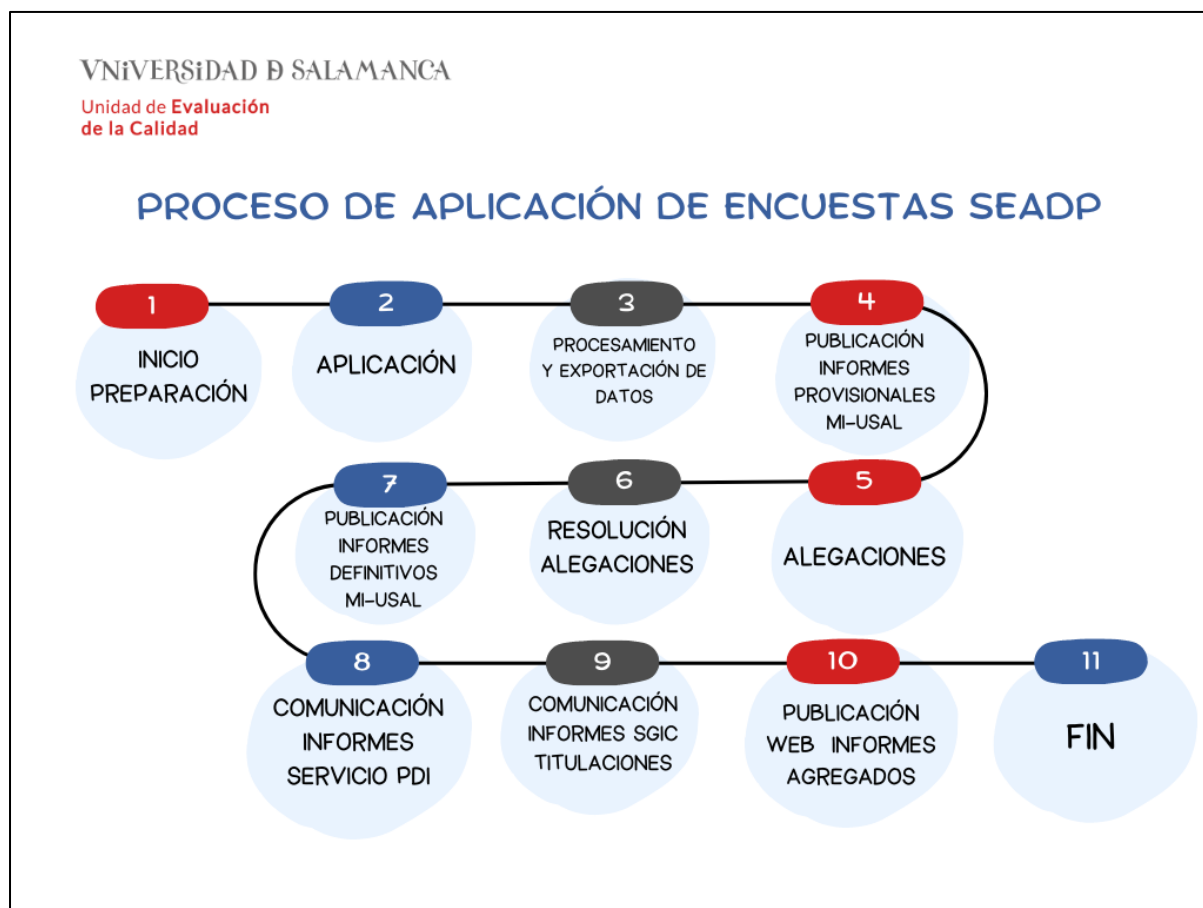 VNiVERSiDAD Ð SALAMANCA
Unidad de Evaluación
de la Calidad
PROCESO DE APLICACIÓN DE ENCUESTAS SEADP
1
INICIO
PREPARACIÓN
2
APLICACIÓN
3
PROCESAMIENTO
Y EXPORTACIÓN DE
DATOS
4
PUBLICACIÓN
INFORMES
PROVISIONALES
MI-USAL
5
ALEGACIONES
6
RESOLUCIÓN
ALEGACIONES
7
PUBLICACIÓN
INFORMES
DEFINITIVOS
MI-USAL
8
COMUNICACIÓN
INFORMES
SERVICIO PDI
9
COMUNICACIÓN
INFORMES SGIC
TITULACIONES
10
PUBLICACIÓN
WEB INFORMES
AGREGADOS
11
FIN